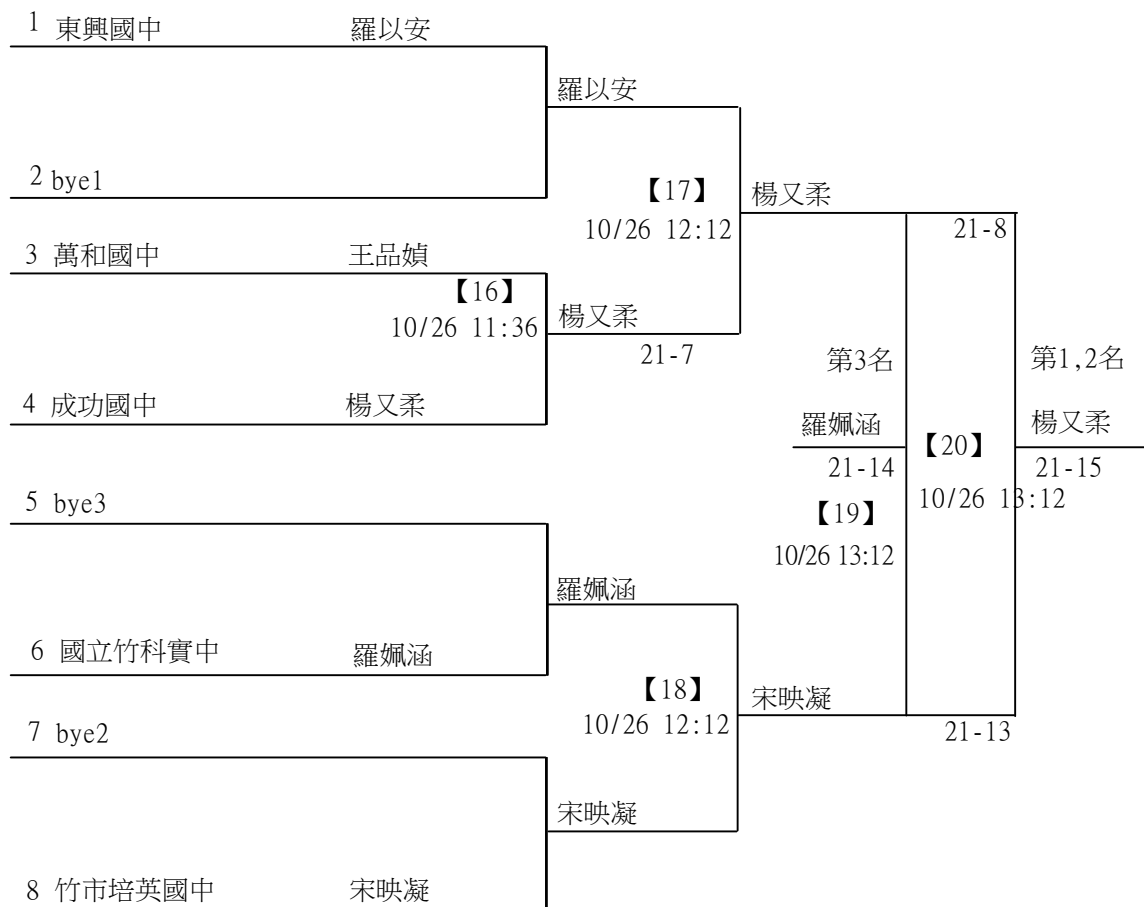 1 東興國中 羅以安
羅以安
2 bye1
【17】
楊又柔
10/26 12:12
21-8
3 萬和國中 王品媜
【16】
10/26 11:36
楊又柔
21-7
第3名
第1,2名
4 成功國中 楊又柔
羅姵涵
楊又柔
【20】
21-14
21-15
5 bye3
10/26 13:12
【19】
10/26 13:12
羅姵涵
6 國立竹科實中 羅姵涵
【18】
宋映凝
10/26 12:12
21-13
7 bye2
宋映凝
8 竹市培英國中 宋映凝